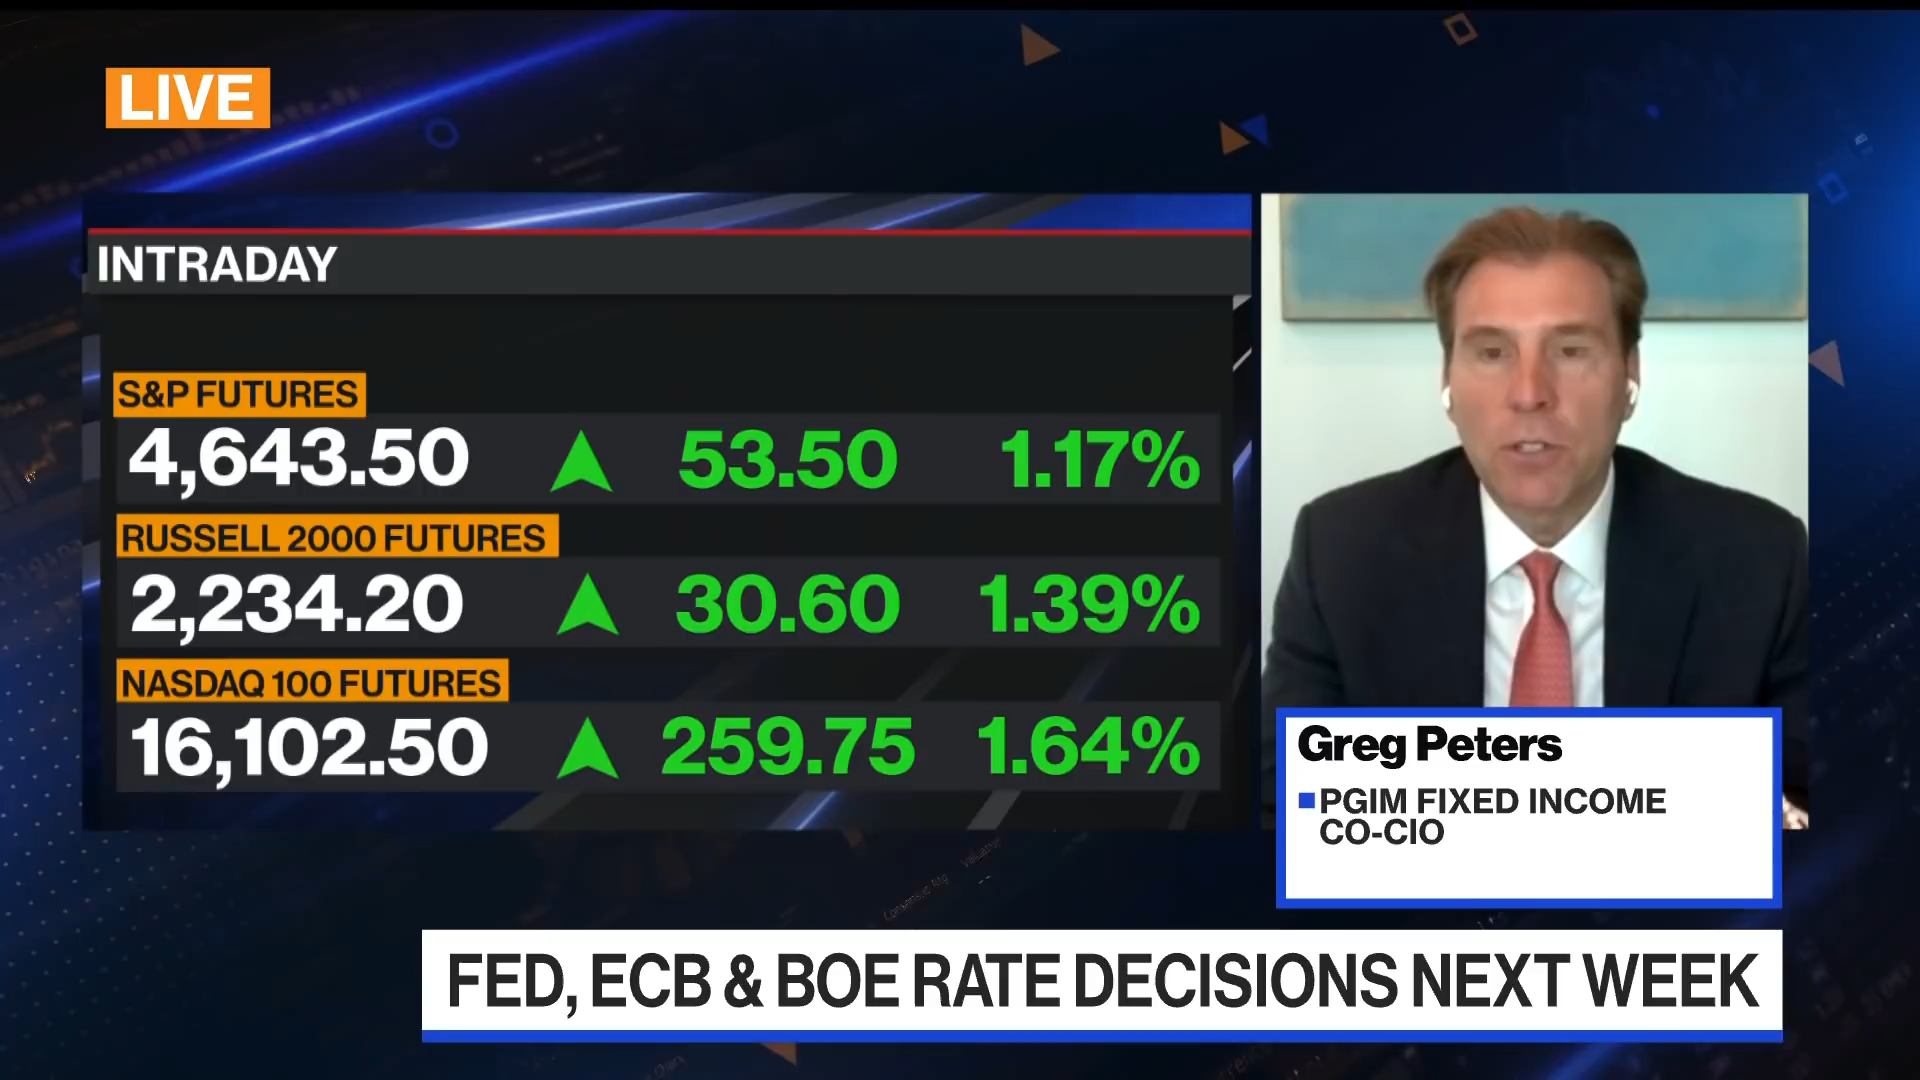 LIVE
INTRADAY
S&P FUTURES
4,643.50 53.50 1.17%
RUSSELL 2000 FUTURES
2,234.20 30.60 1.39%
NASDAQ 100 FUTURES
16,102.50 259.75 1.64%
Greg Peters
PGIM FIXED INCOME
CO-CIO
FED, ECB & BOE RATE DECISIONS NEXT WEEK